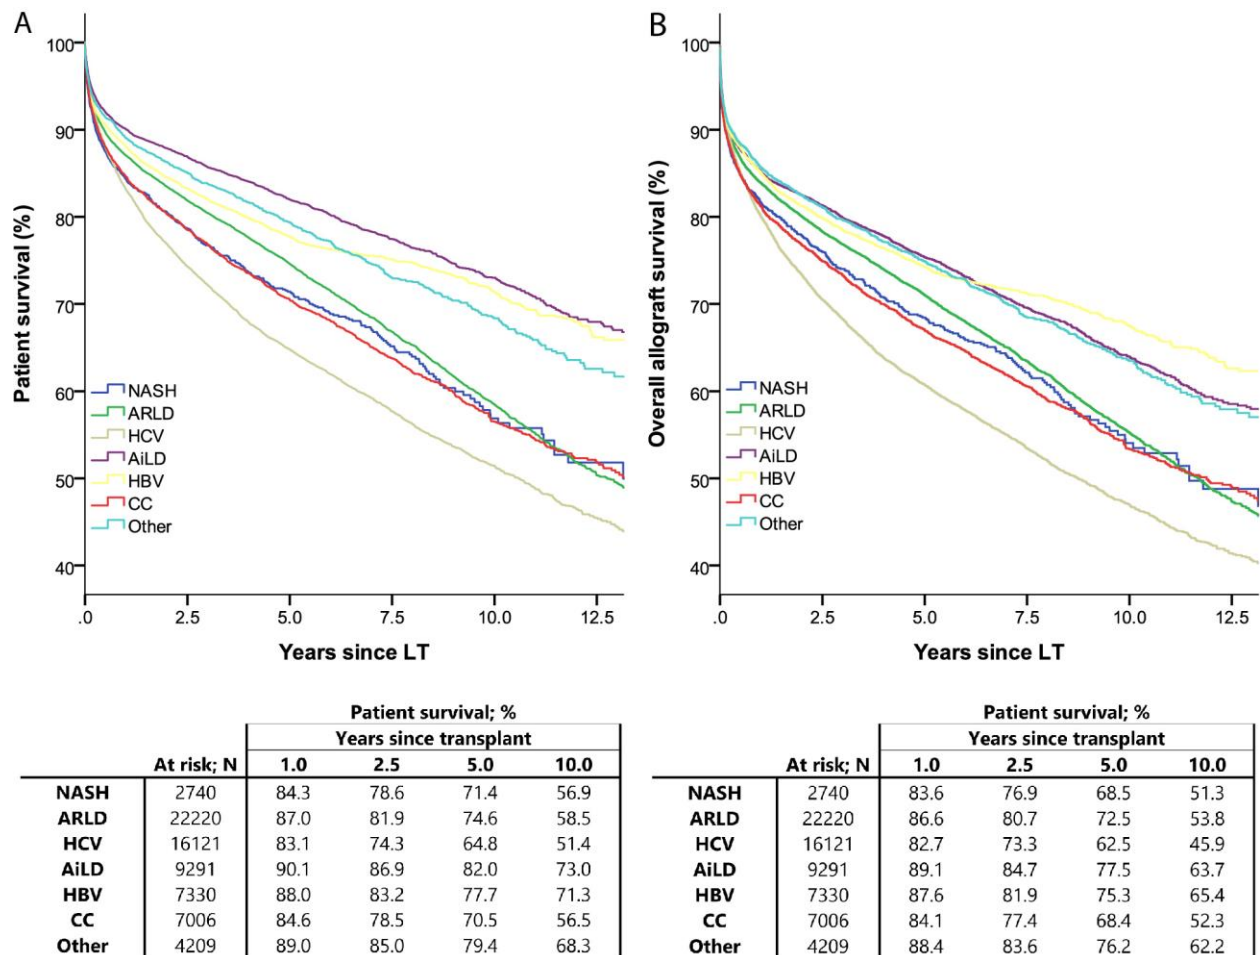 A
Patient survival (%)
100
90
80
70
60
50
40
NASH
ARLD
HCV
AiLD
HBV
CC
Other
.0 2.5 5.0 7.5 10.0 12.5
Years since LT
B
Overall allograft survival (%)
100
90
80
70
60
50
40
NASH
ARLD
HCV
AiLD
HBV
CC
Other
.0 2.5 5.0 7.5 10.0 12.5
Years since LT
Patient survival; %
Years since transplant
At risk; N 1.0 2.5 5.0 10.0
NASH 2740 84.3 78.6 71.4 56.9
ARLD 22220 87.0 81.9 74.6 58.5
HCV 16121 83.1 74.3 64.8 51.4
AiLD 9291 90.1 86.9 82.0 73.0
HBV 7330 88.0 83.2 77.7 71.3
CC 7006 84.6 78.5 70.5 56.5
Other 4209 89.0 85.0 79.4 68.3
Patient survival; %
Years since transplant
At risk; N 1.0 2.5 5.0 10.0
NASH 2740 83.6 76.9 68.5 51.3
ARLD 22220 86.6 80.7 72.5 53.8
HCV 16121 82.7 73.3 62.5 45.9
AiLD 9291 89.1 84.7 77.5 63.7
HBV 7330 87.6 81.9 75.3 65.4
CC 7006 84.1 77.4 68.4 52.3
Other 4209 88.4 83.6 76.2 62.2